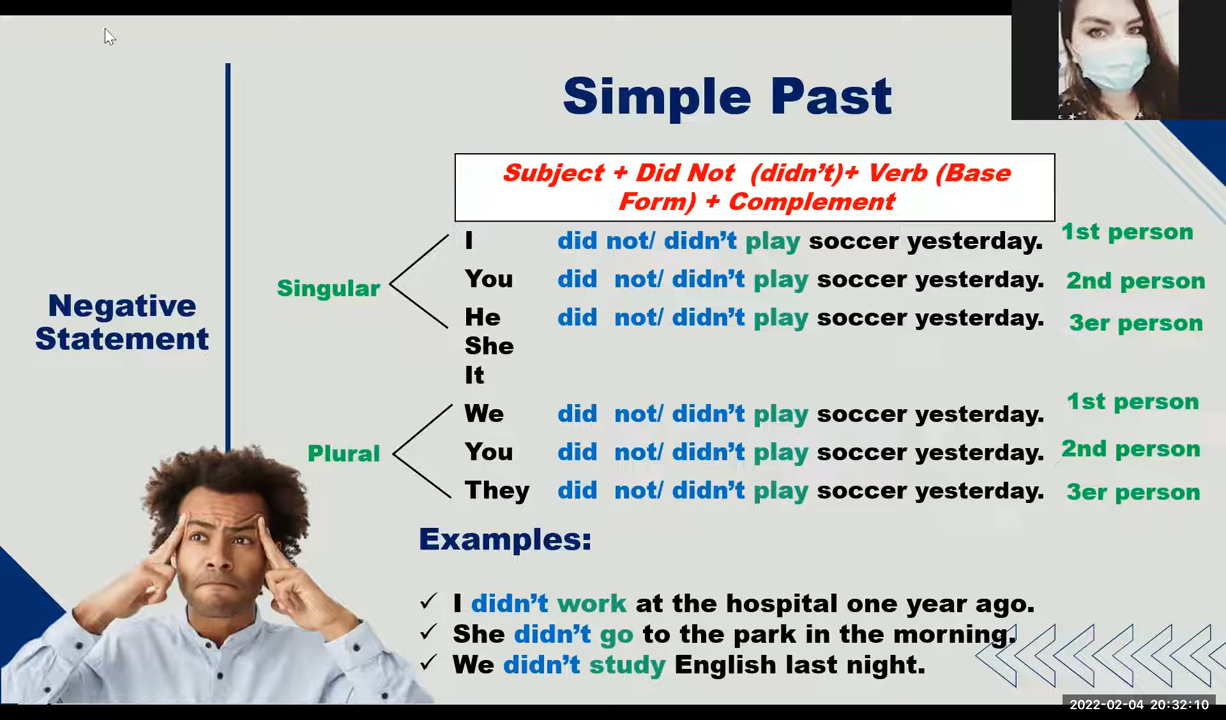 Simple Past
Subject + Did Not (didn't)+ Verb (Base
Form) + Complement
I did not/ didn't play soccer yesterday. 1st person
You did not/ didn't play soccer yesterday. 2nd person
Singular
He did not/ didn't play soccer yesterday. 3er person
She
It
Negative
Statement
We did not/ didn't play soccer yesterday. 1st person
You did not/ didn't play soccer yesterday. 2nd person
Plural
They did not/ didn't play soccer yesterday. 3er person
Examples:
✓ I didn't work at the hospital one year ago.
✓ She didn't go to the park in the morning.
✓ We didn't study English last night.
2022-02-04 20:32:10